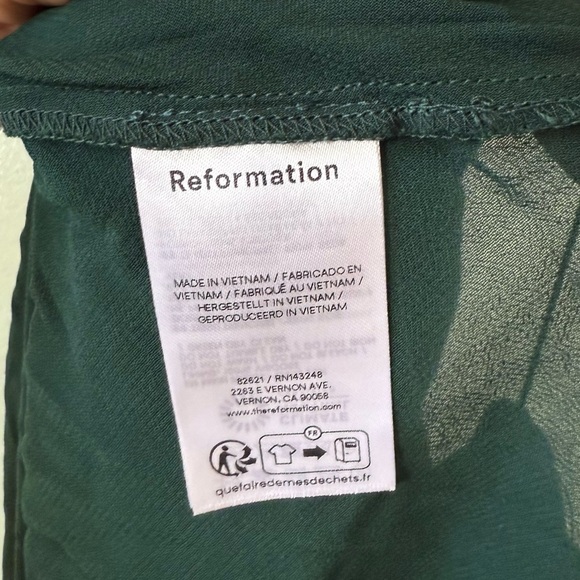 Reformation
MADE IN VIETNAM / FABRICADO EN
VIETNAM / FABRIQUÉ AU VIETNAM /
HERGESTELLT IN VIETNAM /
GEPRODUCEERD IN VIETNAM
82621 / RN143248
2263 E VERNON AVE.
VERNON, CA 90058
www.thereformation.com
FR
quefairedemesdechets.fr